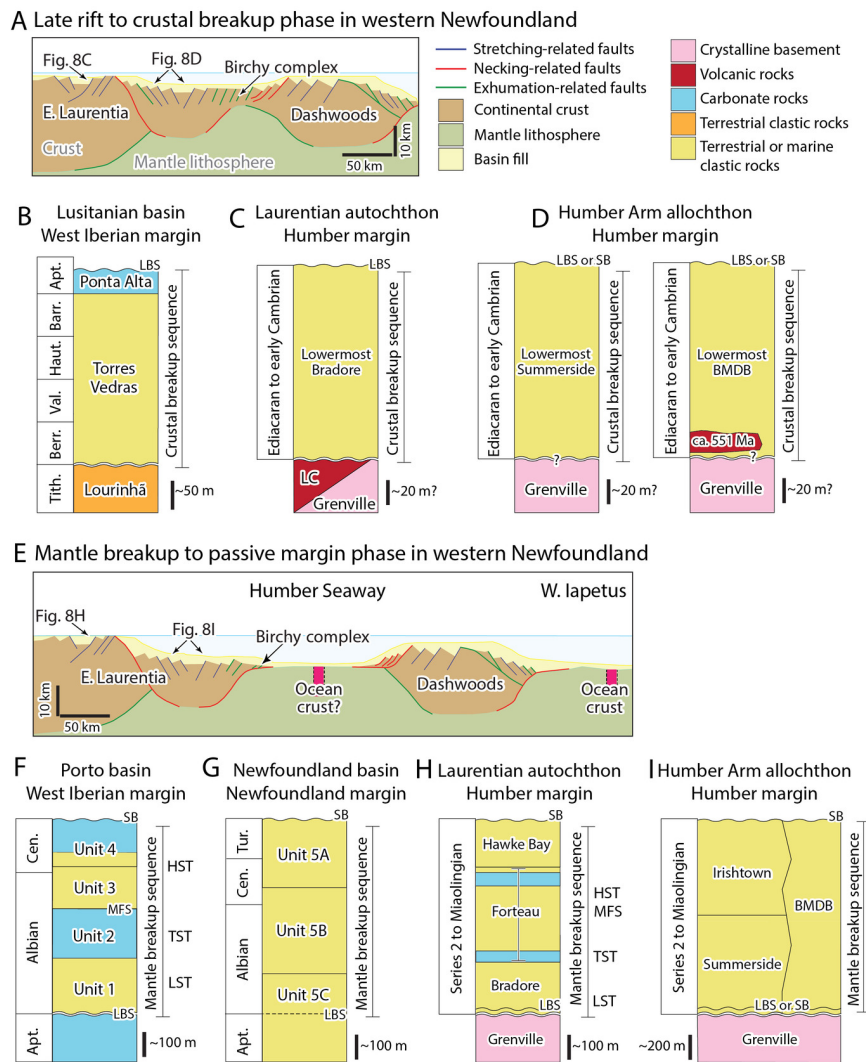 A Late rift to crustal breakup phase in western Newfoundland
Fig. 8C
Fig. 8D
Birchy complex
E. Laurentia
Dashwoods
Crust
Mantle lithosphere
50 km
10 km
Stretching-related faults
Necking-related faults
Exhumation-related faults
Continental crust
Mantle lithosphere
Basin fill
Crystalline basement
Volcanic rocks
Carbonate rocks
Terrestrial clastic rocks
Terrestrial or marine
clastic rocks
B Lusitanian basin
West Iberian margin
LBS
Apt.
Barr.
Haut.
Val.
Berr.
Tith.
Ponta Alta
Torres
Vedras
Lourinhã
Crustal breakup sequence
~50 m
C Laurentian autochthon
Humber margin
LBS
Ediacaran to early Cambrian
Lowermost
Bradore
LC
Grenville
Crustal breakup sequence
~20 m?
D Humber Arm allochthon
Humber margin
LBS or SB
Ediacaran to early Cambrian
Lowermost
Summerside
?
Grenville
Crustal breakup sequence
~20 m?
LBS or SB
Ediacaran to early Cambrian
Lowermost
BMDB
ca. 551 Ma
?
Grenville
Crustal breakup sequence
~20 m?
E Mantle breakup to passive margin phase in western Newfoundland
Humber Seaway
W. Iapetus
Fig. 8H
Fig. 8I
Birchy complex
E. Laurentia
Dashwoods
Ocean
crust?
Ocean
crust
10 km
50 km
F Porto basin
West Iberian margin
SB
Cen.
Albian
Apt.
Unit 4
Unit 3
MFS
Unit 2
Unit 1
LBS
Mantle breakup sequence
HST
TST
LST
~100 m
G Newfoundland basin
Newfoundland margin
SB
Tur.
Cen.
Albian
Apt.
Unit 5A
Unit 5B
Unit 5C
LBS
Mantle breakup sequence
~100 m
H Laurentian autochthon
Humber margin
SB
Series 2 to Miaolingian
Hawke Bay
Forteau
Bradore
LBS
Grenville
Mantle breakup sequence
HST
MFS
TST
LST
~100 m
I Humber Arm allochthon
Humber margin
SB
Series 2 to Miaolingian
Irishtown
BMDB
Summerside
LBS or SB
Grenville
Mantle breakup sequence
~200 m